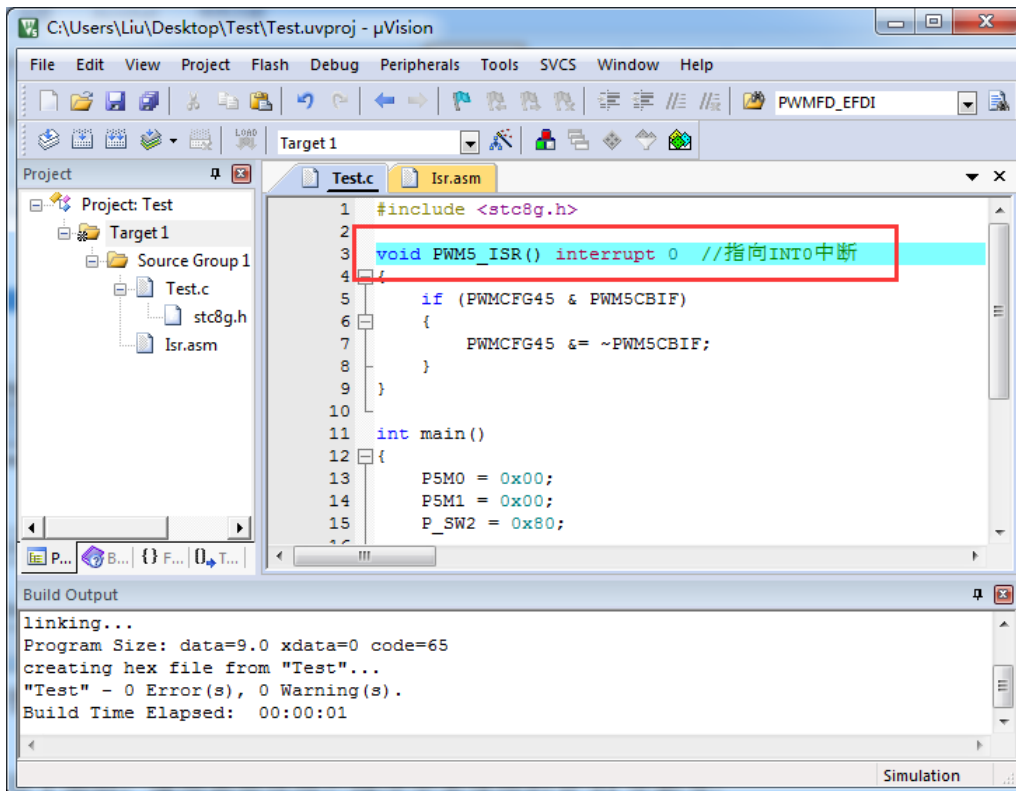 C:\Users\Liu\Desktop\Test\Test.uvproj - µVision
File Edit View Project Flash Debug Peripherals Tools SVCS Window Help
PWMFD_EFDI
LOAD
Target 1
Project
Test.c Isr.asm
Project: Test
Target 1
Source Group 1
Test.c
stc8g.h
Isr.asm
1 #include <stc8g.h>
2
3 void PWM5_ISR() interrupt 0 //指向INT0中断
4 {
5 if (PWMCFG45 & PWM5CBIF)
6 {
7 PWMCFG45 &= ~PWM5CBIF;
8 }
9 }
10
11 int main()
12 {
13 P5M0 = 0x00;
14 P5M1 = 0x00;
15 P_SW2 = 0x80;
P... B... {} F... 0 T...
Build Output
linking...
Program Size: data=9.0 xdata=0 code=65
creating hex file from "Test"...
"Test" - 0 Error(s), 0 Warning(s).
Build Time Elapsed: 00:00:01
Simulation